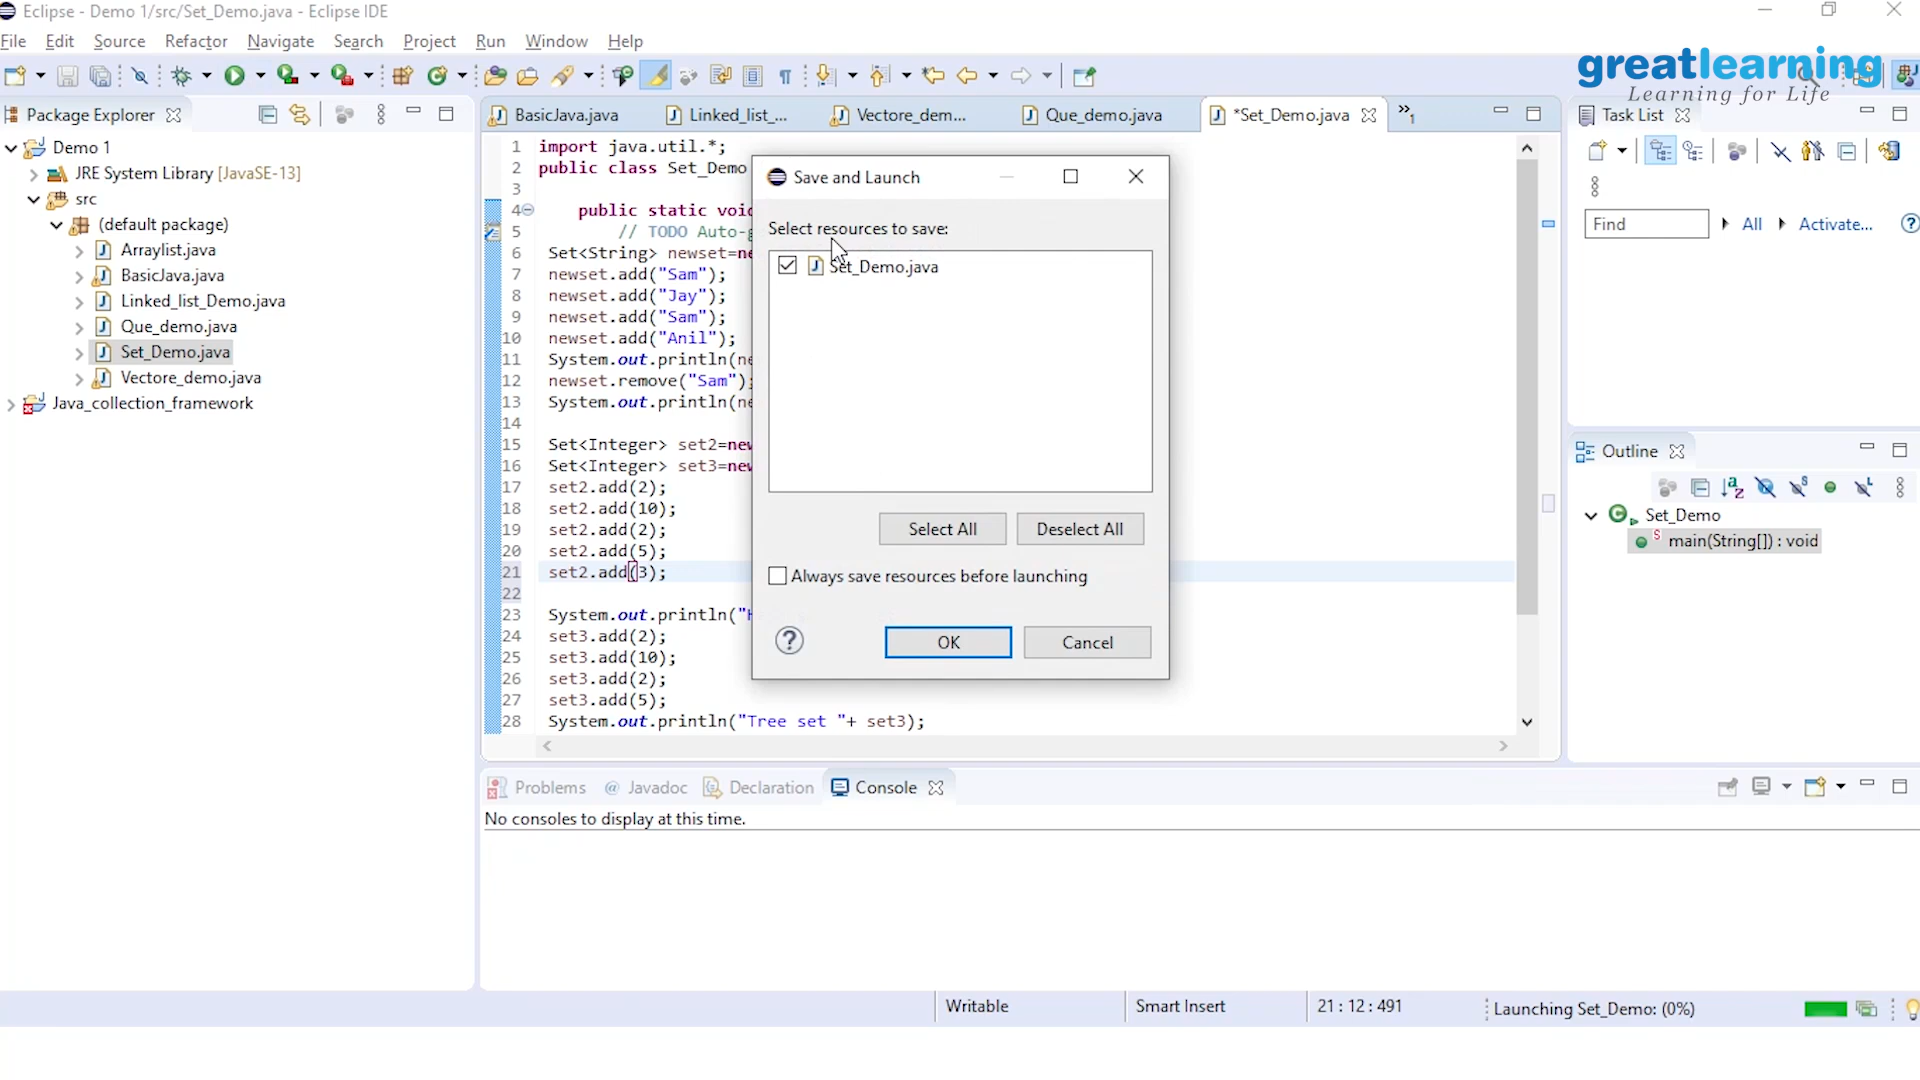 Eclipse - Demo 1/src/Set_Demo.java - Eclipse IDE
File Edit Source Refactor Navigate Search Project Run Window Help
greatlearning
Learning for Life
Package Explorer
BasicJava.java Linked_list_... Vectore_dem... Que_demo.java *Set_Demo.java »1
Task List
Demo 1
JRE System Library [JavaSE-13]
src
(default package)
Arraylist.java
BasicJava.java
Linked_list_Demo.java
Que_demo.java
Set_Demo.java
Vectore_demo.java
Java_collection_framework
1 import java.util.*;
2 public class Set_Demo
3
4 public static void
5 // TODO Auto-g
6 Set<String> newset=ne
7 newset.add("Sam");
8 newset.add("Jay");
9 newset.add("Sam");
10 newset.add("Anil");
11 System.out.println(ne
12 newset.remove("Sam");
13 System.out.println(ne
14
15 Set<Integer> set2=new
16 Set<Integer> set3=new
17 set2.add(2);
18 set2.add(10);
19 set2.add(2);
20 set2.add(5);
21 set2.add(3);
22
23 System.out.println("H
24 set3.add(2);
25 set3.add(10);
26 set3.add(2);
27 set3.add(5);
28 System.out.println("Tree set "+ set3);
Save and Launch
Select resources to save:
Set_Demo.java
Select All Deselect All
Always save resources before launching
? OK Cancel
Find All Activate... ?
Outline
Set_Demo
main(String[]) : void
Problems @ Javadoc Declaration Console
No consoles to display at this time.
Writable Smart Insert 21 : 12 : 491 Launching Set_Demo: (0%)